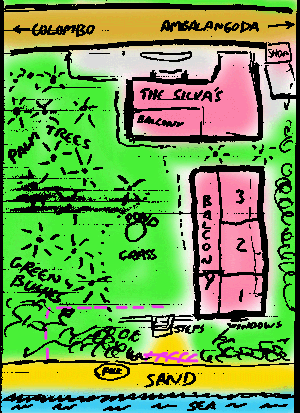 ← COLOMBO
AMBALANGODA →
SHOP
THE SILVA'S
BALCONY
PALM TREES
POND
GRASS
BALCONY
3
2
1
GREEN
BUSHES
STEPS
WINDOWS
SAND
SEA